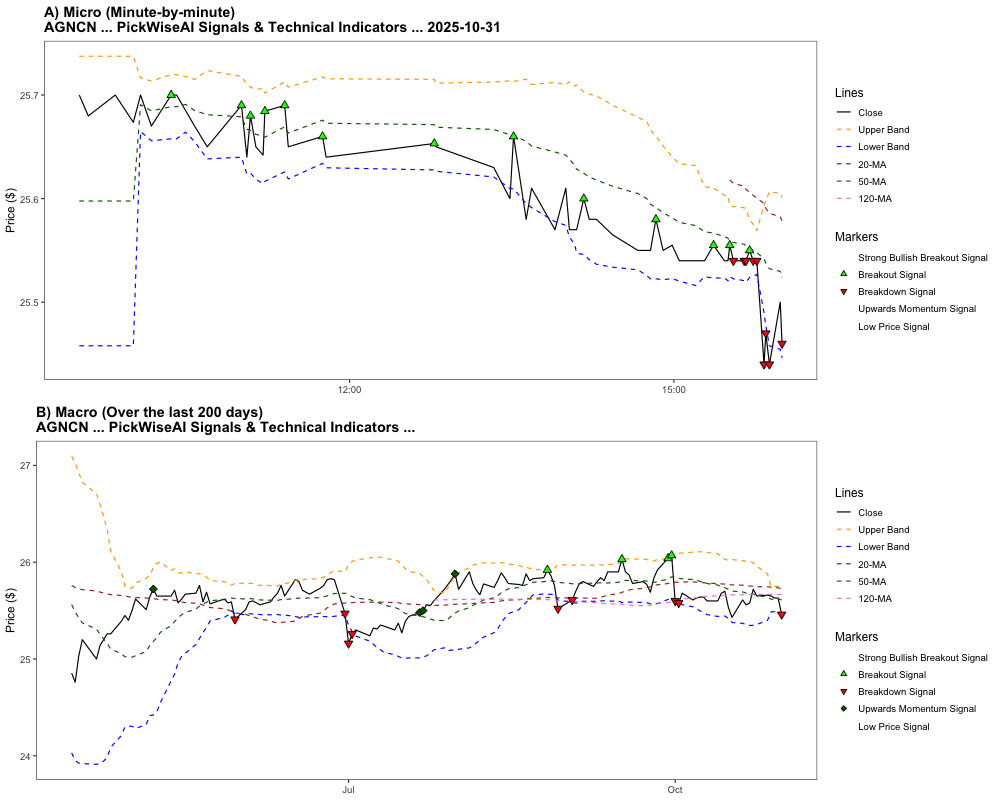 A) Micro (Minute-by-minute)
AGNCN ... PickWiseAI Signals & Technical Indicators ... 2025-10-31
Price ($)
25.7
25.6
25.5
12:00
15:00
Lines
Close
Upper Band
Lower Band
20-MA
50-MA
120-MA
Markers
Strong Bullish Breakout Signal
Breakout Signal
Breakdown Signal
Upwards Momentum Signal
Low Price Signal
B) Macro (Over the last 200 days)
AGNCN ... PickWiseAI Signals & Technical Indicators ...
Price ($)
27
26
25
24
Jul
Oct
Lines
Close
Upper Band
Lower Band
20-MA
50-MA
120-MA
Markers
Strong Bullish Breakout Signal
Breakout Signal
Breakdown Signal
Upwards Momentum Signal
Low Price Signal